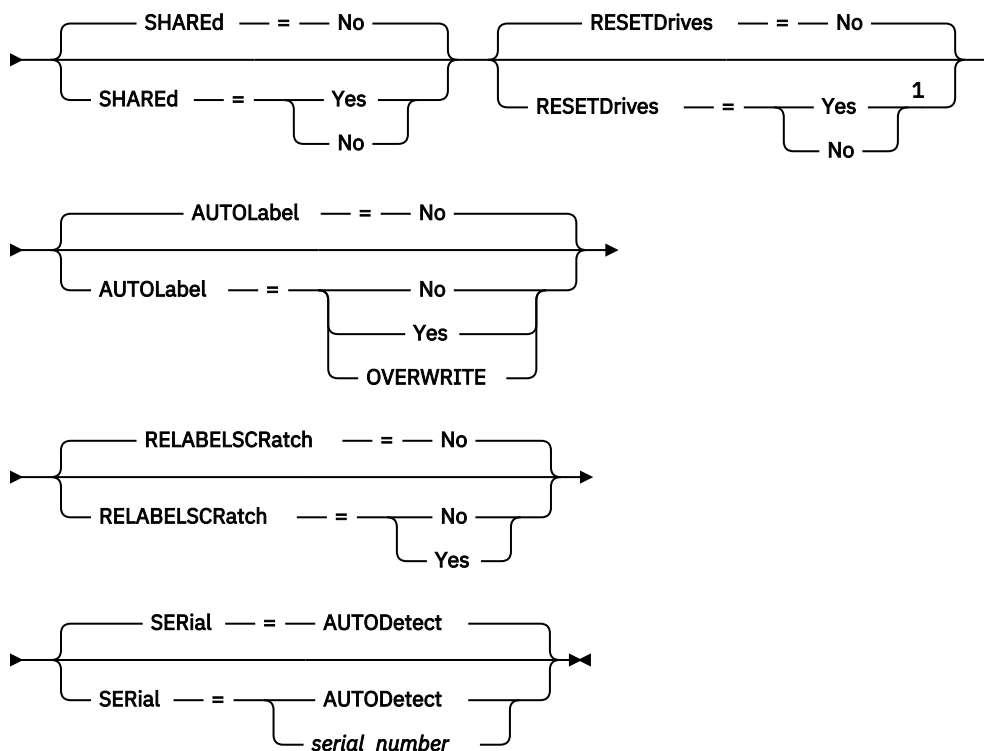 SHAREd = No RESETDrives = No
SHAREd = Yes RESETDrives = Yes 1
No No
AUTOLabel = No
AUTOLabel = No
Yes
OVERWRITE
RELABELSCRatch = No
RELABELSCRatch = No
Yes
SERial = AUTODetect
SERial = AUTODetect
serial_number